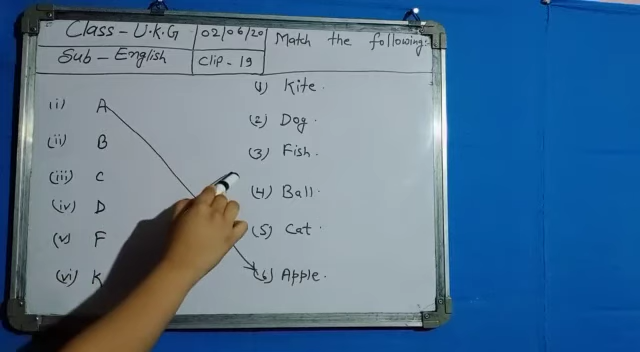 Class - U.K.G 02/06/20 Match the following:
Sub - English Clip - 19
(1) Kite.
(i) A
(2) Dog.
(ii) B
(3) Fish.
(iii) C
(4) Ball.
(iv) D
(5) Cat.
(v) F
(6) Apple.
(vi) K